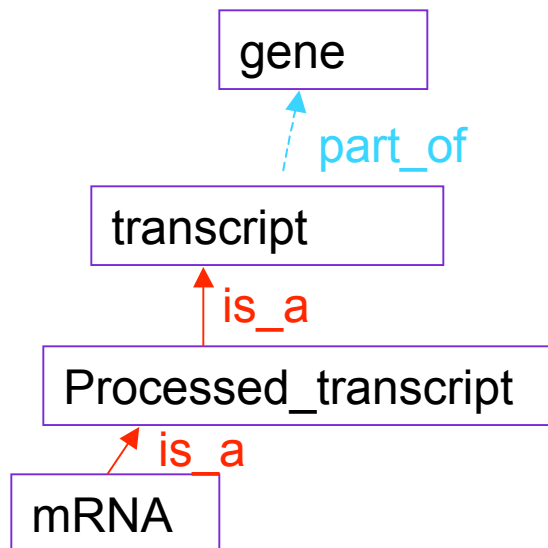 gene
part_of
transcript
is_a
Processed_transcript
is_a
mRNA